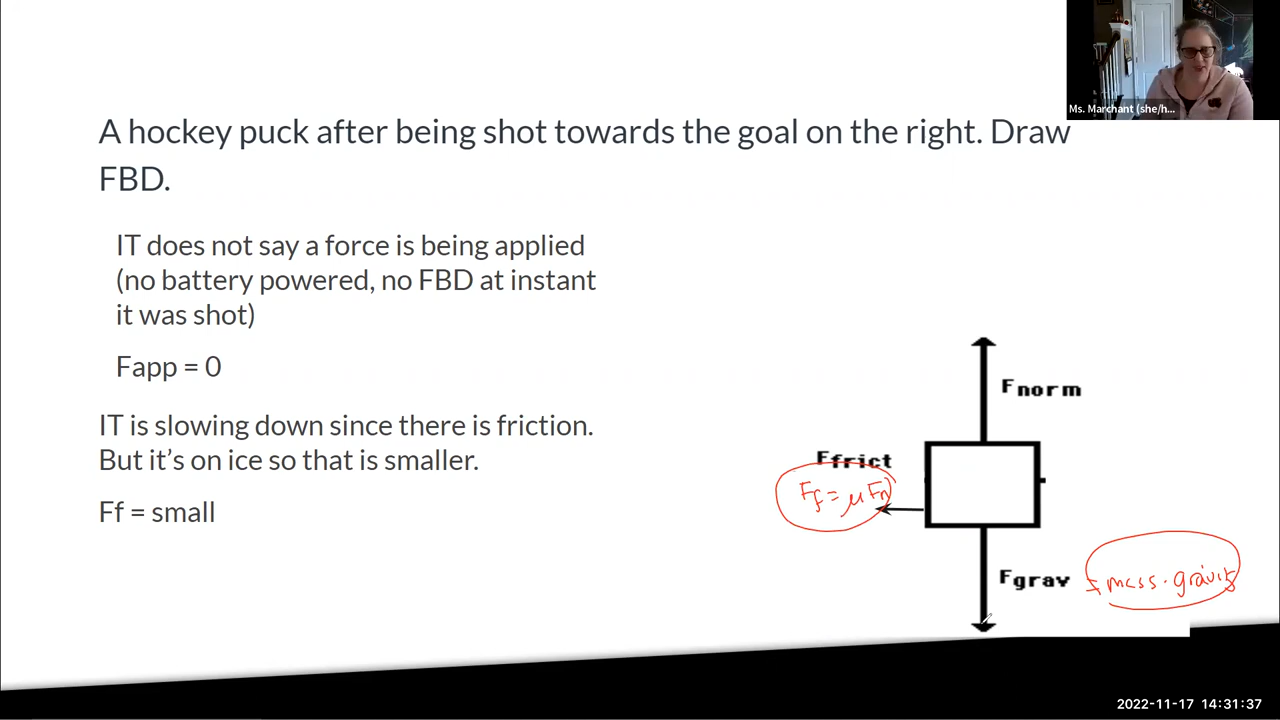 Ms. Marchant (she/h...
A hockey puck after being shot towards the goal on the right. Draw
FBD.
IT does not say a force is being applied
(no battery powered, no FBD at instant
it was shot)
Fapp = 0
IT is slowing down since there is friction.
But it’s on ice so that is smaller.
Ff = small
Fnorm
Ffrict
Ff = μ Fn
Fgrav = mass · gravity
2022-11-17 14:31:37